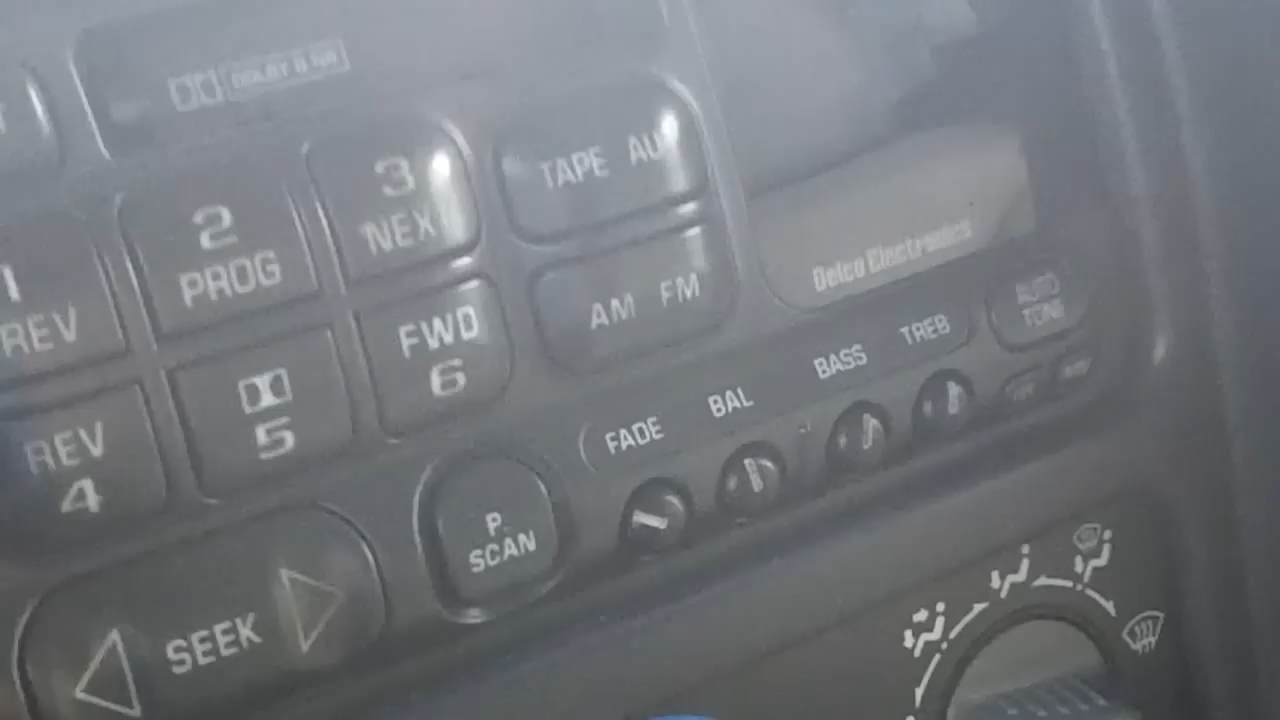 DOLBY B NR
1
REV
2
PROG
3
NEXT
TAPE
AM FM
Delco Electronics
REV
4
5
FWD
6
FADE BAL BASS TREB
AUTO
TONE
P.
SCAN
SEEK